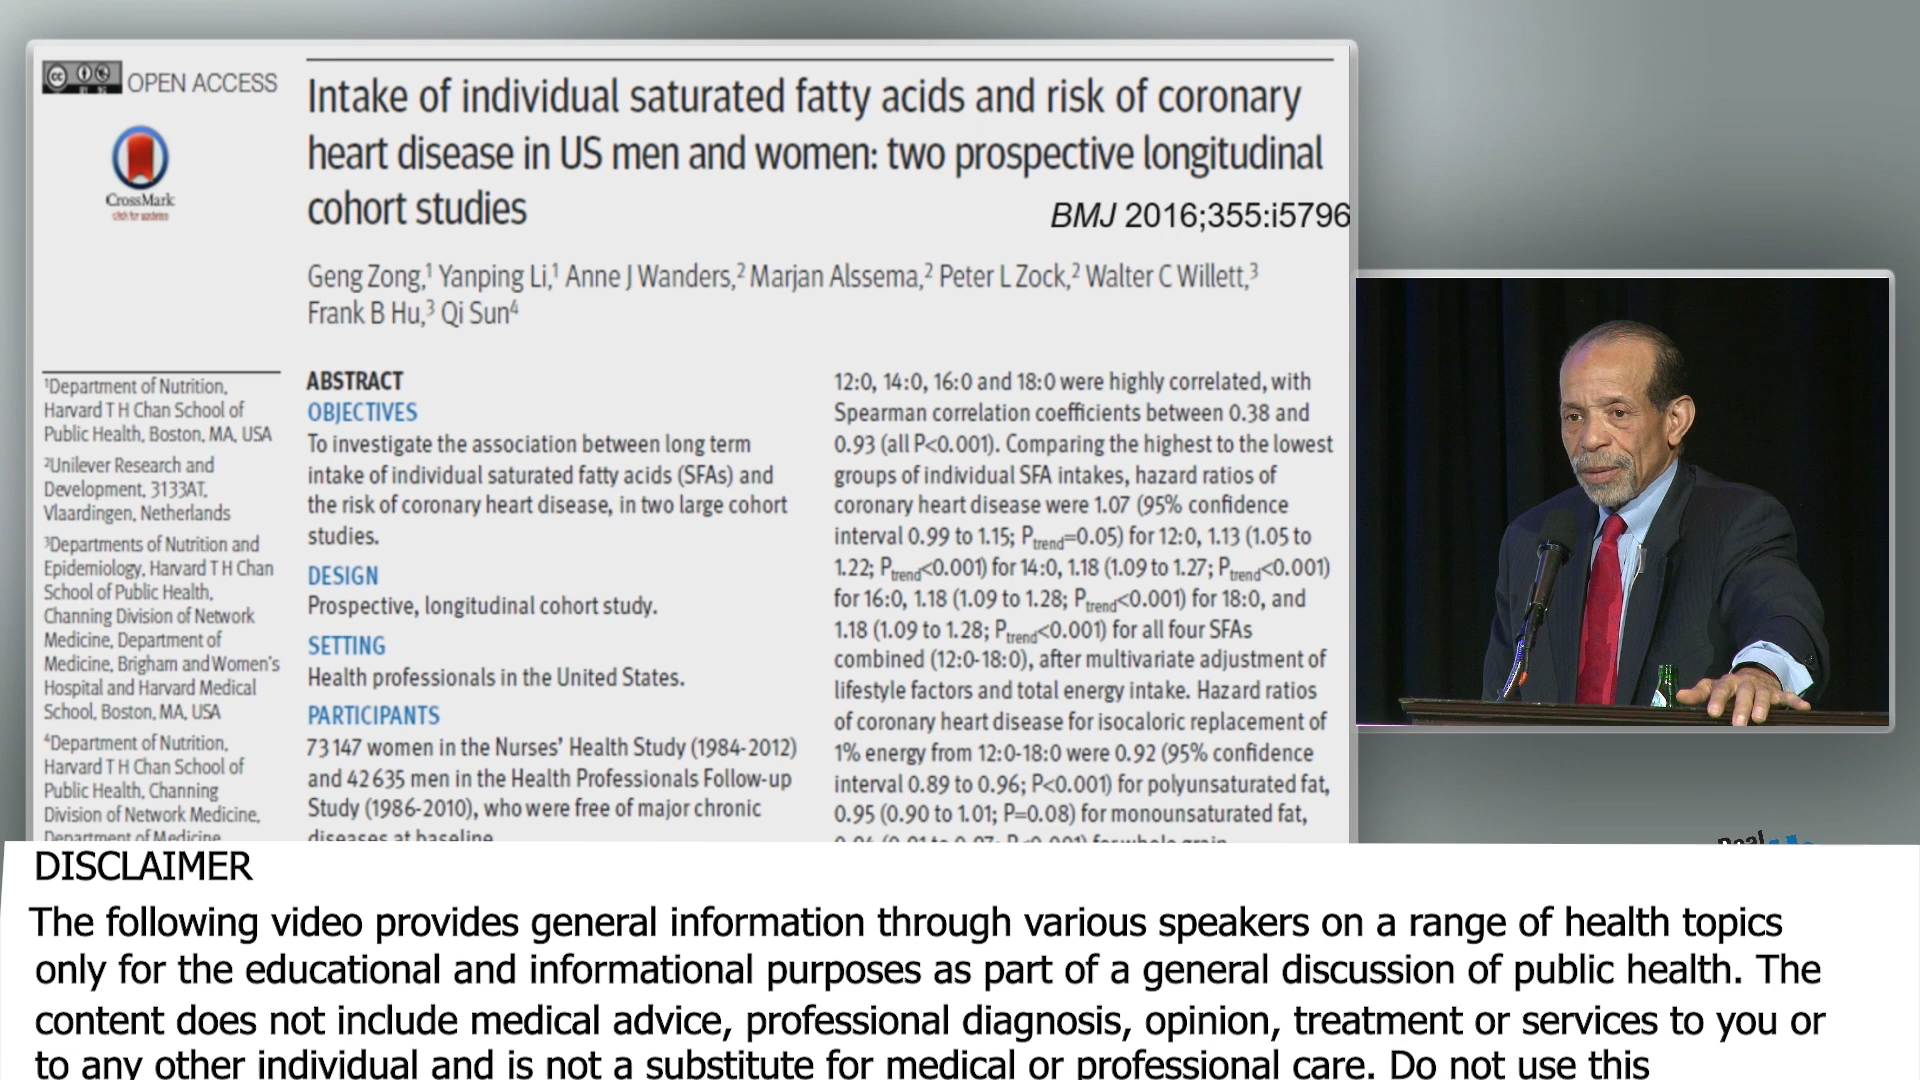 OPEN ACCESS
CrossMark
click for updates
Intake of individual saturated fatty acids and risk of coronary
heart disease in US men and women: two prospective longitudinal
cohort studies
BMJ 2016;355:i5796
Geng Zong,1 Yanping Li,1 Anne J Wanders,2 Marjan Alssema,2 Peter L Zock,2 Walter C Willett,3
Frank B Hu,3 Qi Sun4
1Department of Nutrition,
Harvard T H Chan School of
Public Health, Boston, MA, USA
2Unilever Research and
Development, 3133AT,
Vlaardingen, Netherlands
3Departments of Nutrition and
Epidemiology, Harvard T H Chan
School of Public Health,
Channing Division of Network
Medicine, Department of
Medicine, Brigham and Women's
Hospital and Harvard Medical
School, Boston, MA, USA
4Department of Nutrition,
Harvard T H Chan School of
Public Health, Channing
Division of Network Medicine,
Department of Medicine
ABSTRACT
OBJECTIVES
To investigate the association between long term
intake of individual saturated fatty acids (SFAs) and
the risk of coronary heart disease, in two large cohort
studies.
DESIGN
Prospective, longitudinal cohort study.
SETTING
Health professionals in the United States.
PARTICIPANTS
73 147 women in the Nurses' Health Study (1984-2012)
and 42 635 men in the Health Professionals Follow-up
Study (1986-2010), who were free of major chronic
diseases at baseline
12:0, 14:0, 16:0 and 18:0 were highly correlated, with
Spearman correlation coefficients between 0.38 and
0.93 (all P<0.001). Comparing the highest to the lowest
groups of individual SFA intakes, hazard ratios of
coronary heart disease were 1.07 (95% confidence
interval 0.99 to 1.15; Ptrend=0.05) for 12:0, 1.13 (1.05 to
1.22; Ptrend<0.001) for 14:0, 1.18 (1.09 to 1.27; Ptrend<0.001)
for 16:0, 1.18 (1.09 to 1.28; Ptrend<0.001) for 18:0, and
1.18 (1.09 to 1.28; Ptrend<0.001) for all four SFAs
combined (12:0-18:0), after multivariate adjustment of
lifestyle factors and total energy intake. Hazard ratios
of coronary heart disease for isocaloric replacement of
1% energy from 12:0-18:0 were 0.92 (95% confidence
interval 0.89 to 0.96; P<0.001) for polyunsaturated fat,
0.95 (0.90 to 1.01; P=0.08) for monounsaturated fat,
for whole grain
Real
DISCLAIMER
The following video provides general information through various speakers on a range of health topics
only for the educational and informational purposes as part of a general discussion of public health. The
content does not include medical advice, professional diagnosis, opinion, treatment or services to you or
to any other individual and is not a substitute for medical or professional care. Do not use this